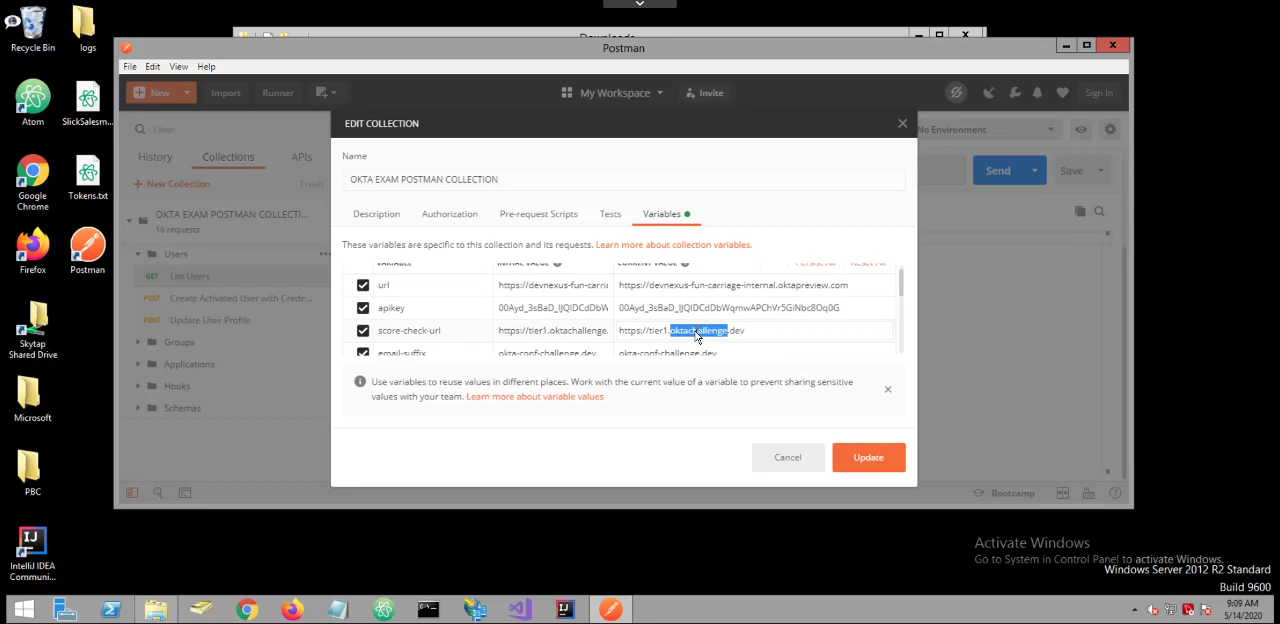 Recycle Bin
logs
Downloads
Postman
File Edit View Help
New
Import
Runner
My Workspace
Invite
Sign In
Atom
SlickSalesm...
EDIT COLLECTION
Filter
No Environment
Name
History
Collections
APIs
OKTA EXAM POSTMAN COLLECTION
Send
Save
New Collection
Trash
Google
Chrome
Tokens.txt
OKTA EXAM POSTMAN COLLECTI...
16 requests
Description
Authorization
Pre-request Scripts
Tests
Variables
These variables are specific to this collection and its requests. Learn more about collection variables.
Users
VARIABLE
INITIAL VALUE
CURRENT VALUE
Persist All
Reset All
Firefox
Postman
GET List Users
url
https://devnexus-fun-carria
https://devnexus-fun-carriage-internal.oktapreview.com
POST Create Activated User with Crede...
apikey
POST Update User Profile
score-check-url
https://tier1.oktachallenge.
https://tier1-oktachallenge.dev
Skytap
Shared Drive
Groups
email-suffix
okta-conf-challenge.dev
okta-conf-challenge.dev
Applications
Hooks
Use variables to reuse values in different places. Work with the current value of a variable to prevent sharing sensitive
values with your team. Learn more about variable values
Schemas
Microsoft
Cancel
Update
PBC
Bootcamp
IntelliJ IDEA
Communi...
Activate Windows
Go to System in Control Panel to activate Windows.
Windows Server 2012 R2 Standard
Build 9600
9:09 AM
5/14/2020